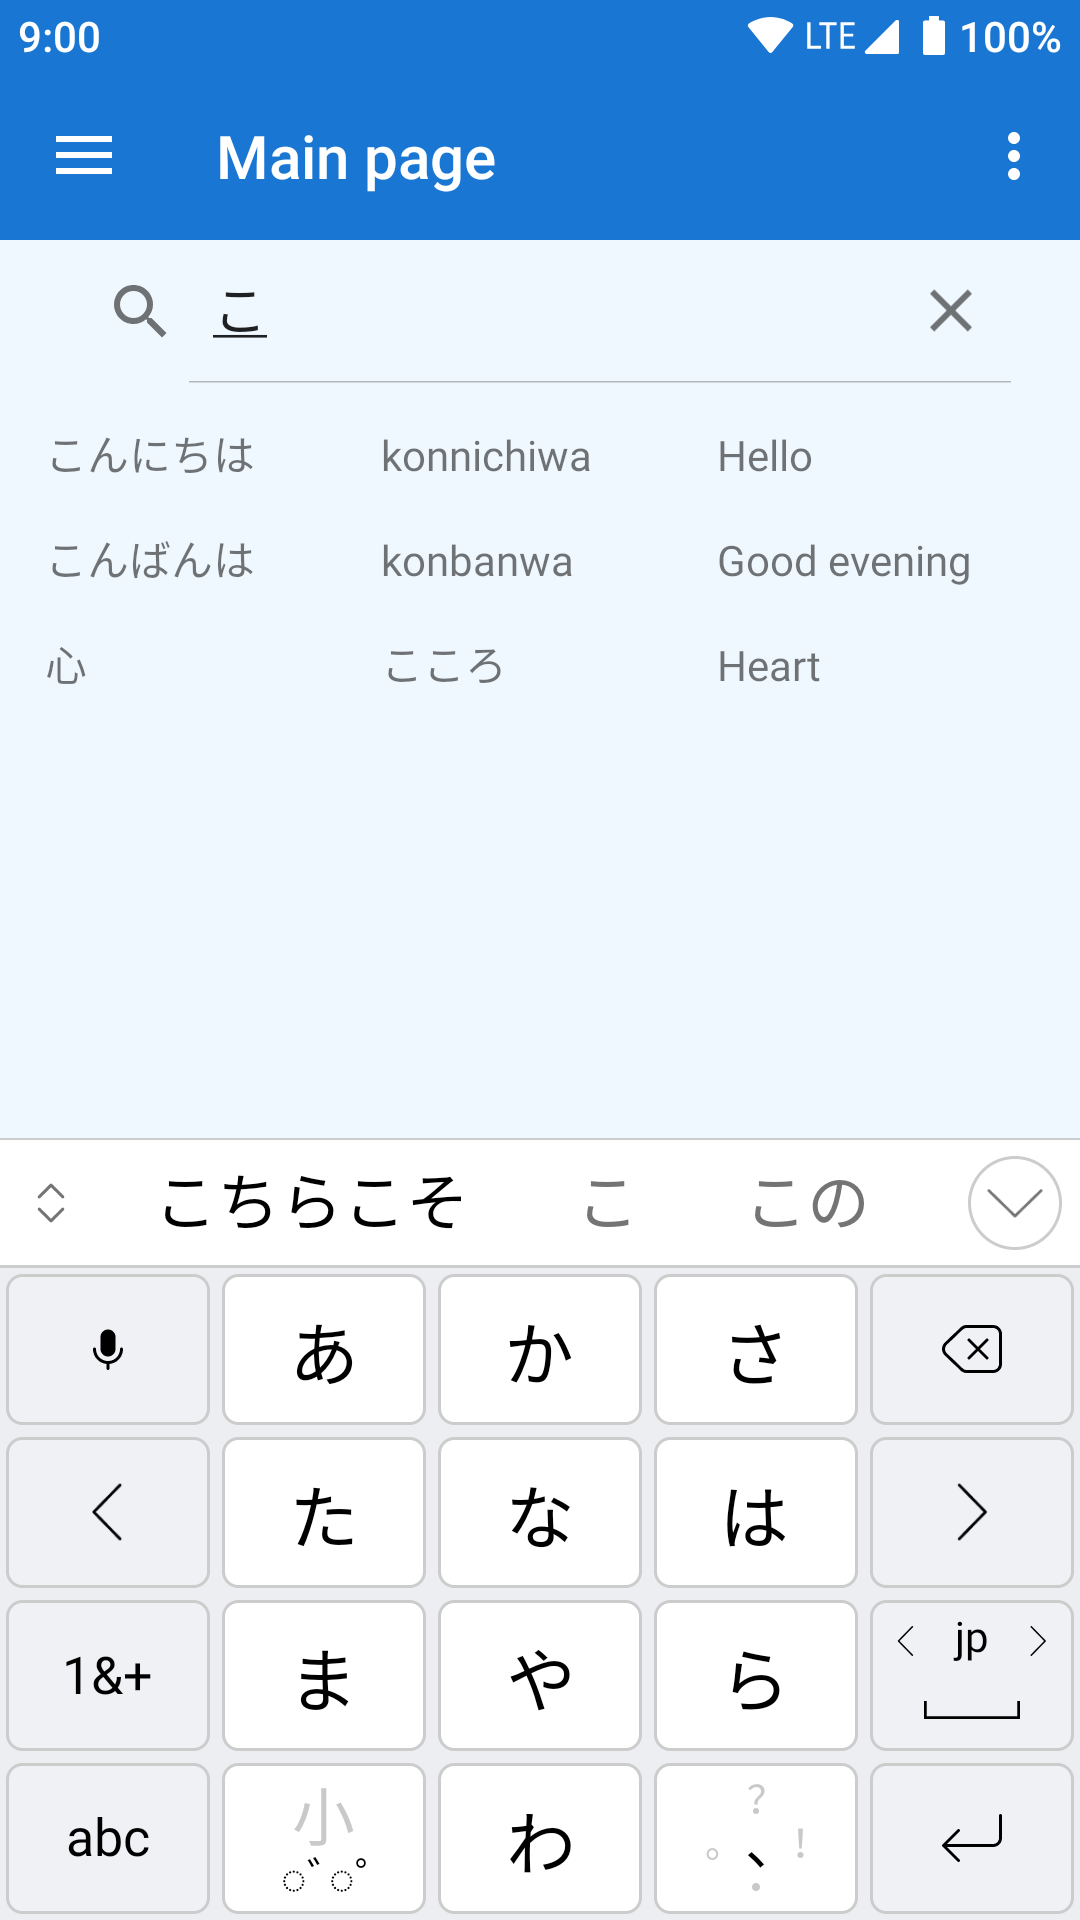 9:00 LTE 100%
Main page
こ
こんにちは konnichiwa Hello
こんばんは konbanwa Good evening
心 こころ Heart
こちらこそ こ この
あ か さ
た な は
jp
1&+ ま や ら
abc 小 ゛゜ わ 。?、!